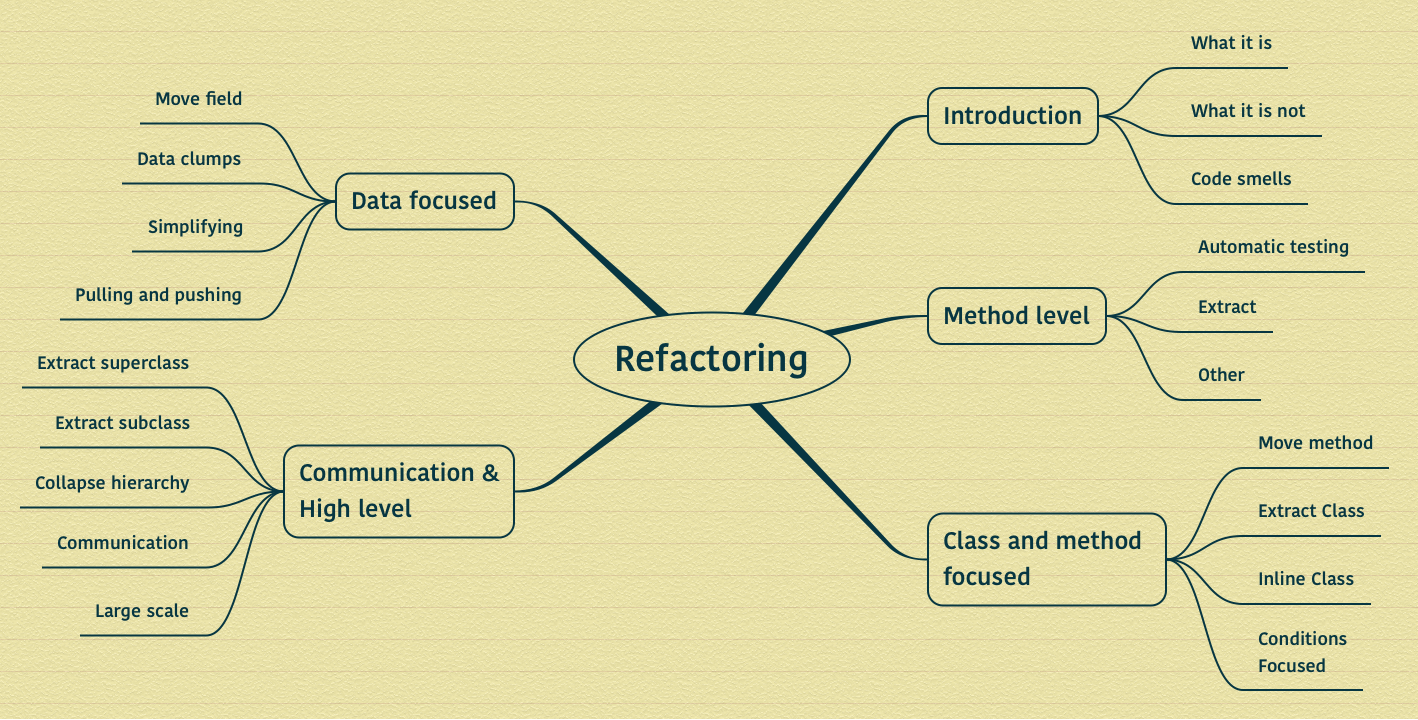 Refactoring
Introduction
What it is
What it is not
Code smells
Method level
Automatic testing
Extract
Other
Class and method
focused
Move method
Extract Class
Inline Class
Conditions
Focused
Data focused
Move field
Data clumps
Simplifying
Pulling and pushing
Communication &
High level
Extract superclass
Extract subclass
Collapse hierarchy
Communication
Large scale